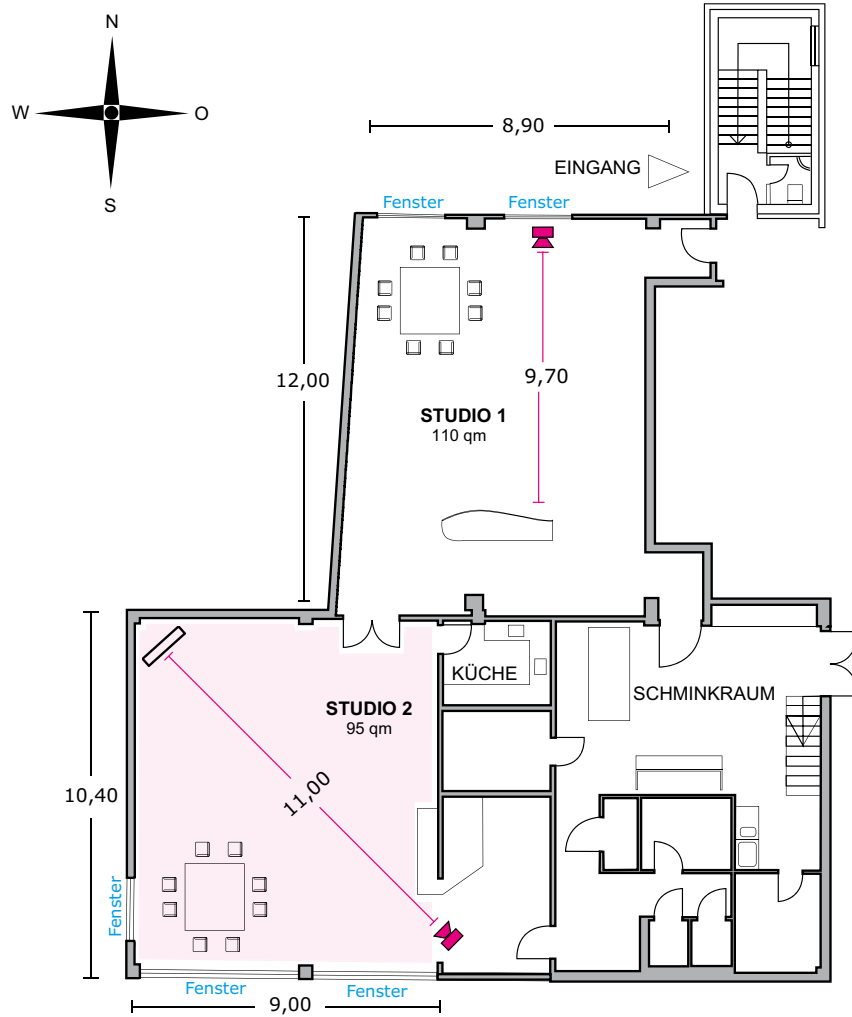 N
W
O
S
8,90
EINGANG
Fenster
Fenster
12,00
9,70
STUDIO 1
110 qm
KÜCHE
SCHMINKRAUM
STUDIO 2
95 qm
10,40
11,00
Fenster
Fenster
Fenster
9,00